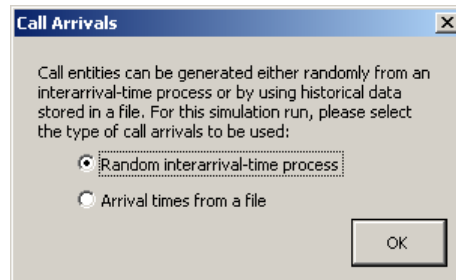 Call Arrivals
Call entities can be generated either randomly from an
interarrival-time process or by using historical data
stored in a file. For this simulation run, please select
the type of call arrivals to be used:
Random interarrival-time process
Arrival times from a file
OK